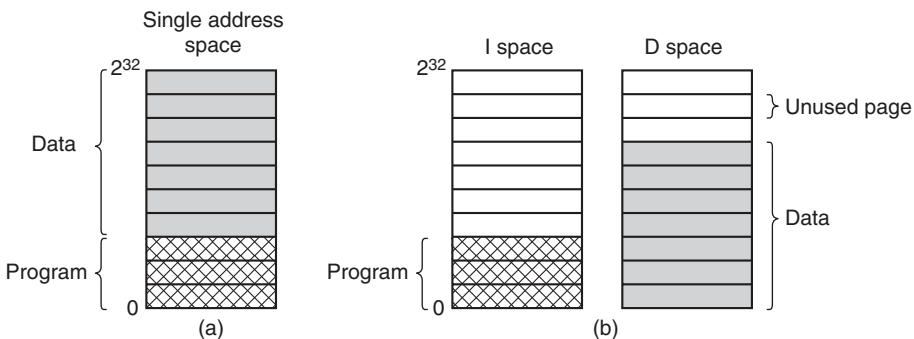 Single address
space
2³²
Data
Program
0
(a)
I space
D space
2³²
Unused page
Data
Program
0
(b)